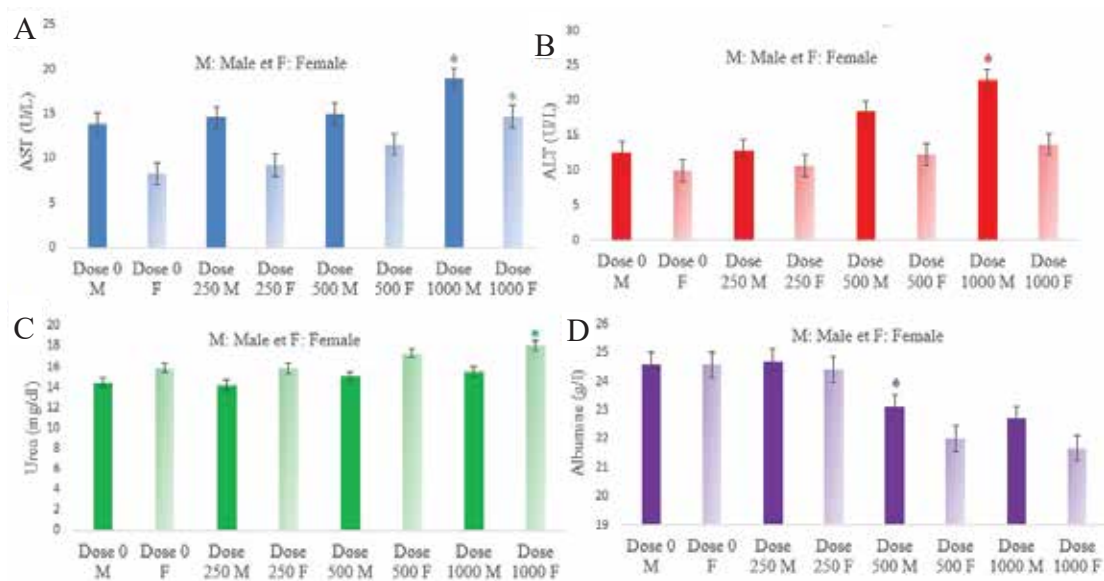 A
25
20
15
10
5
0
AST (U/L)
M: Male et F: Female
*
*
Dose 0 M
Dose 0 F
Dose 250 M
Dose 250 F
Dose 500 M
Dose 500 F
Dose 1000 M
Dose 1000 F
B
30
25
20
15
10
5
0
ALT (U/L)
M: Male et F: Female
*
Dose 0 M
Dose 0 F
Dose 250 M
Dose 250 F
Dose 500 M
Dose 500 F
Dose 1000 M
Dose 1000 F
C
20
18
16
14
12
10
8
6
4
2
0
Urea (mg/dl)
M: Male et F: Female
*
Dose 0 M
Dose 0 F
Dose 250 M
Dose 250 F
Dose 500 M
Dose 500 F
Dose 1000 M
Dose 1000 F
D
26
25
24
23
22
21
20
19
Albumine (g/l)
M: Male et F: Female
*
Dose 0 M
Dose 0 F
Dose 250 M
Dose 250 F
Dose 500 M
Dose 500 F
Dose 1000 M
Dose 1000 F